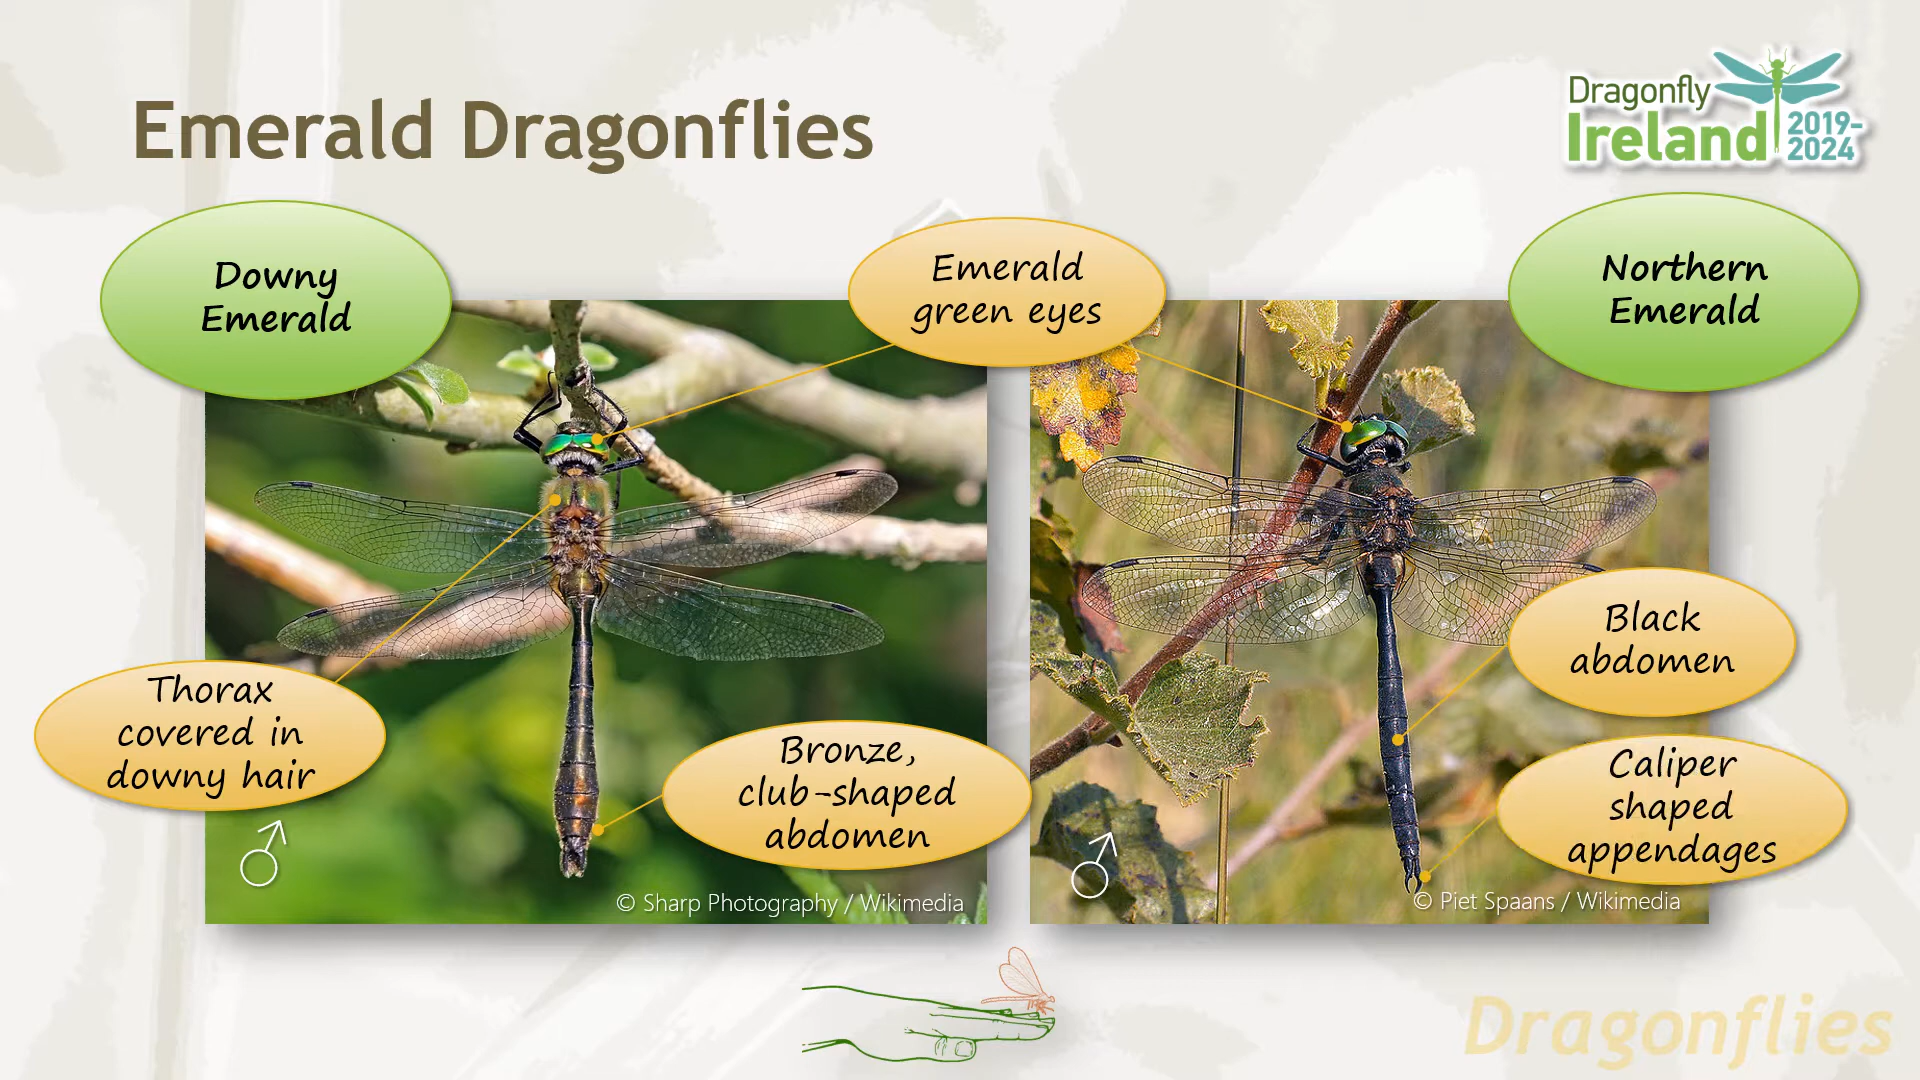 Emerald Dragonflies
Dragonfly
Ireland
2019-
2024
Downy
Emerald
Emerald
green eyes
Northern
Emerald
Thorax
covered in
downy hair
Bronze,
club-shaped
abdomen
Black
abdomen
Caliper
shaped
appendages
© Sharp Photography / Wikimedia
© Piet Spaans / Wikimedia
Dragonflies